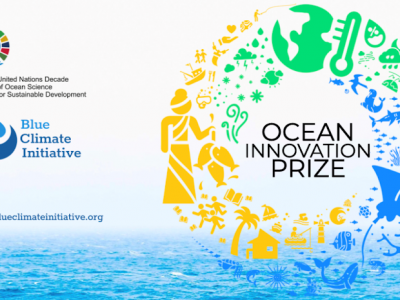 United Nations Decade
of Ocean Science
for Sustainable Development
Blue
Climate
Initiative
blueclimateinitiative.org
OCEAN
INNOVATION
PRIZE